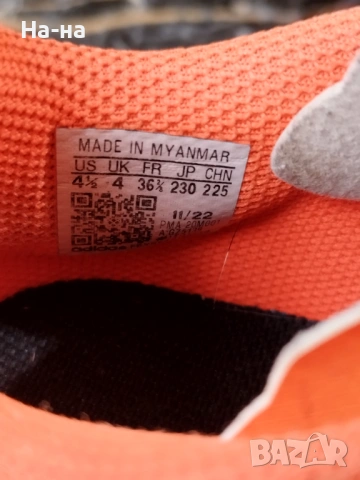 На-на
MADE IN MYANMAR
US UK FR JP CHN
4½ 4 36⅔ 230 225
11/22
adidas
BAZAR